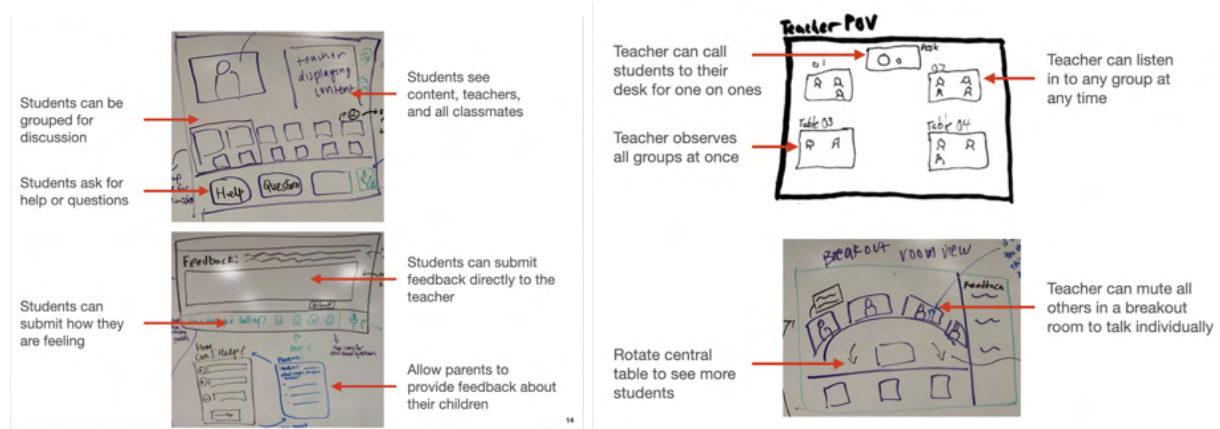 Students can be
grouped for
discussion
Students ask for
help or questions
teacher
displaying
content
Help
Question
Students see
content, teachers,
and all classmates
Feedback:
Students can
submit how they
are feeling
Students can submit
feedback directly to the
teacher
How
can I help?
Parents:
Allow parents to
provide feedback about
their children
14
Teacher POV
Teacher can call
students to their
desk for one on ones
Teacher observes
all groups at once
Desk
01
02
Table 03
Table 04
Teacher can listen
in to any group at
any time
Breakout room view
Feedback
Rotate central
table to see more
students
Teacher can mute all
others in a breakout
room to talk individually